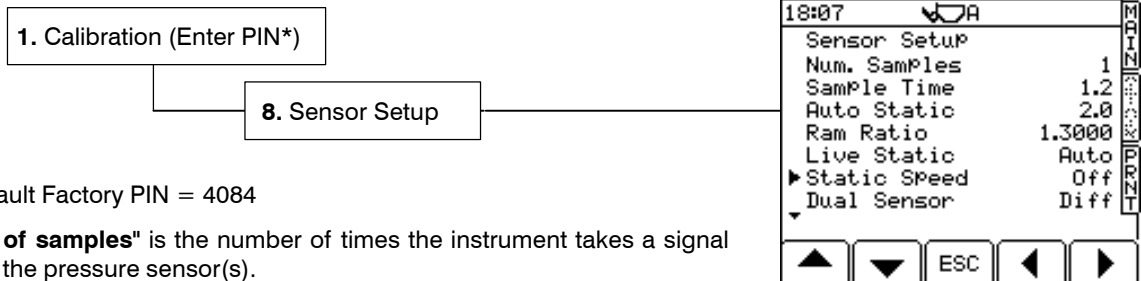 1. Calibration (Enter PIN*)
8. Sensor Setup
ault Factory PIN = 4084
of samples" is the number of times the instrument takes a signal
the pressure sensor(s).
18:07 A
Sensor Setup
Num. Samples 1
Sample Time 1.2
Auto Static 2.0
Ram Ratio 1.3000
Live Static Auto
Static Speed Off
Dual Sensor Diff
ESC
MAIN
PRNT